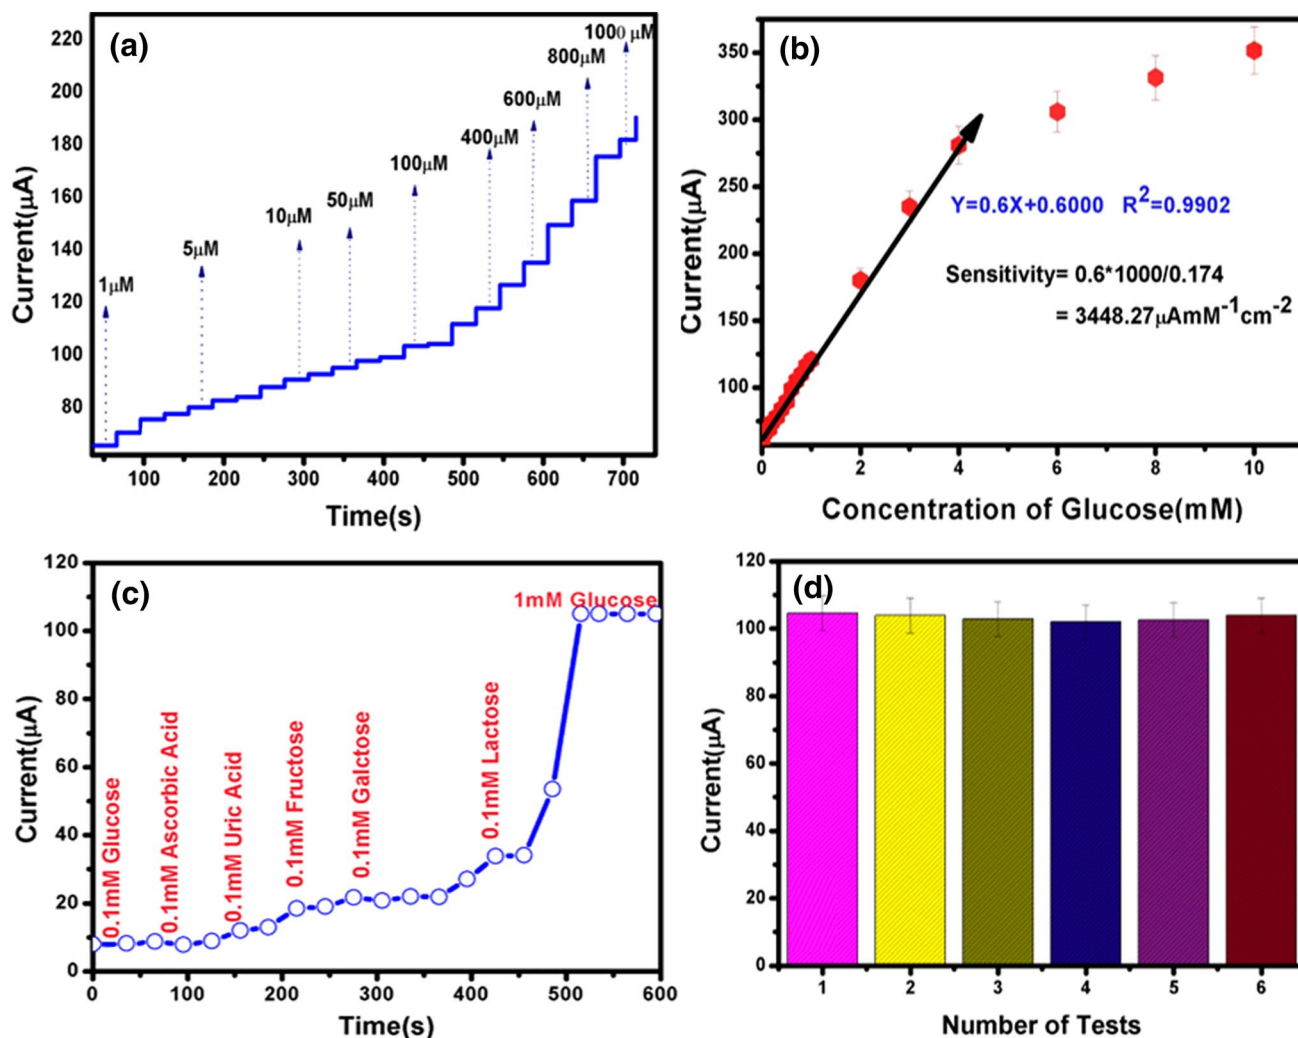 (a)
220
200
180
160
140
120
100
80
Current(μA)
1μM
5μM
10μM
50μM
100μM
400μM
600μM
800μM
1000 μM
100
200
300
400
500
600
700
Time(s)
(b)
350
300
250
200
150
100
Current(μA)
Y=0.6X+0.6000 R²=0.9902
Sensitivity= 0.6*1000/0.174
= 3448.27μAmM⁻¹cm⁻²
0
2
4
6
8
10
Concentration of Glucose(mM)
(c)
120
100
80
60
40
20
0
Current(μA)
0.1mM Glucose
0.1mM Ascorbic Acid
0.1mM Uric Acid
0.1mM Fructose
0.1mM Galctose
0.1mM Lactose
1mM Glucose
0
100
200
300
400
500
600
Time(s)
(d)
120
100
80
60
40
20
0
Current(μA)
1
2
3
4
5
6
Number of Tests